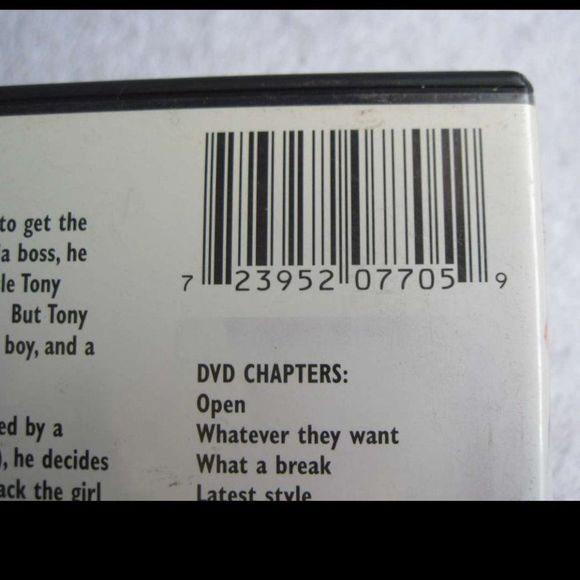 to get the
a boss, he
le Tony
But Tony
boy, and a
ed by a
), he decides
ack the girl
7 23952 07705 9
DVD CHAPTERS:
Open
Whatever they want
What a break
Latest style